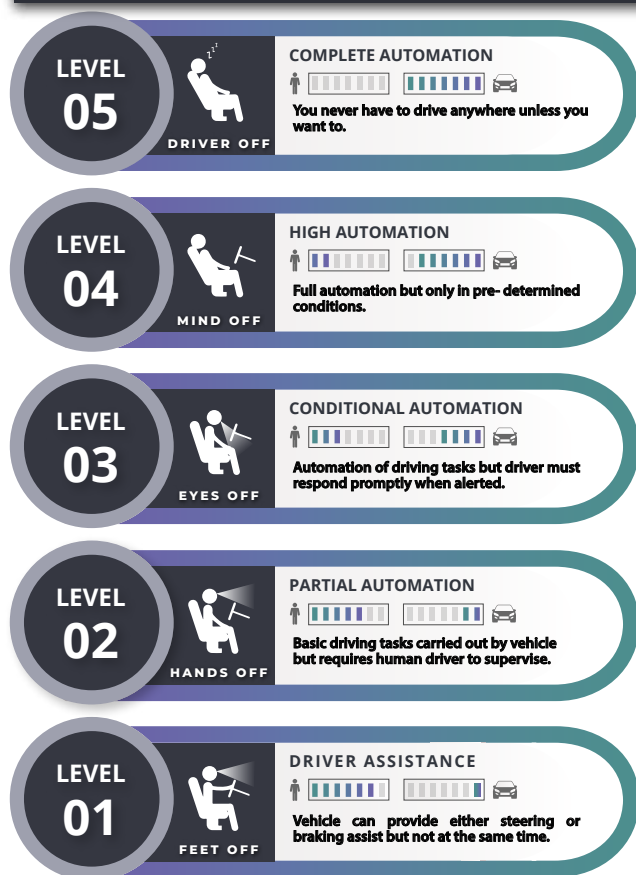 LEVEL
05
zzz
DRIVER OFF
COMPLETE AUTOMATION
You never have to drive anywhere unless you
want to.
LEVEL
04
MIND OFF
HIGH AUTOMATION
Full automation but only in pre- determined
conditions.
LEVEL
03
EYES OFF
CONDITIONAL AUTOMATION
Automation of driving tasks but driver must
respond promptly when alerted.
LEVEL
02
HANDS OFF
PARTIAL AUTOMATION
Basic driving tasks carried out by vehicle
but requires human driver to supervise.
LEVEL
01
FEET OFF
DRIVER ASSISTANCE
Vehicle can provide either steering or
braking assist but not at the same time.